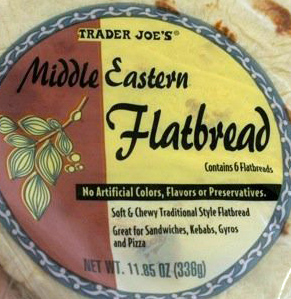 TRADER JOE'S®
Middle Eastern
Flatbread
Contains 6 Flatbreads
No Artificial Colors, Flavors or Preservatives.
Soft & Chewy Traditional Style Flatbread
Great for Sandwiches, Kebabs, Gyros
and Pizza
NET WT. 11.85 OZ (336g)